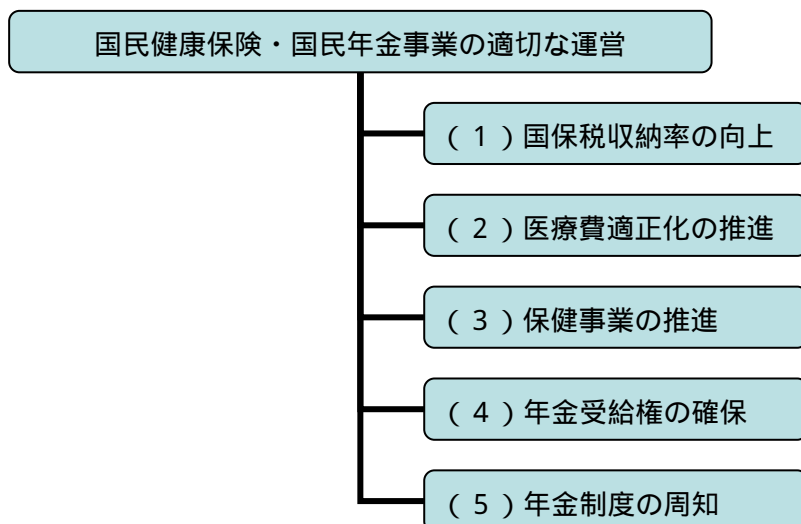 国民健康保険・国民年金事業の適切な運営
（１）国保税収納率の向上
（２）医療費適正化の推進
（３）保健事業の推進
（４）年金受給権の確保
（５）年金制度の周知